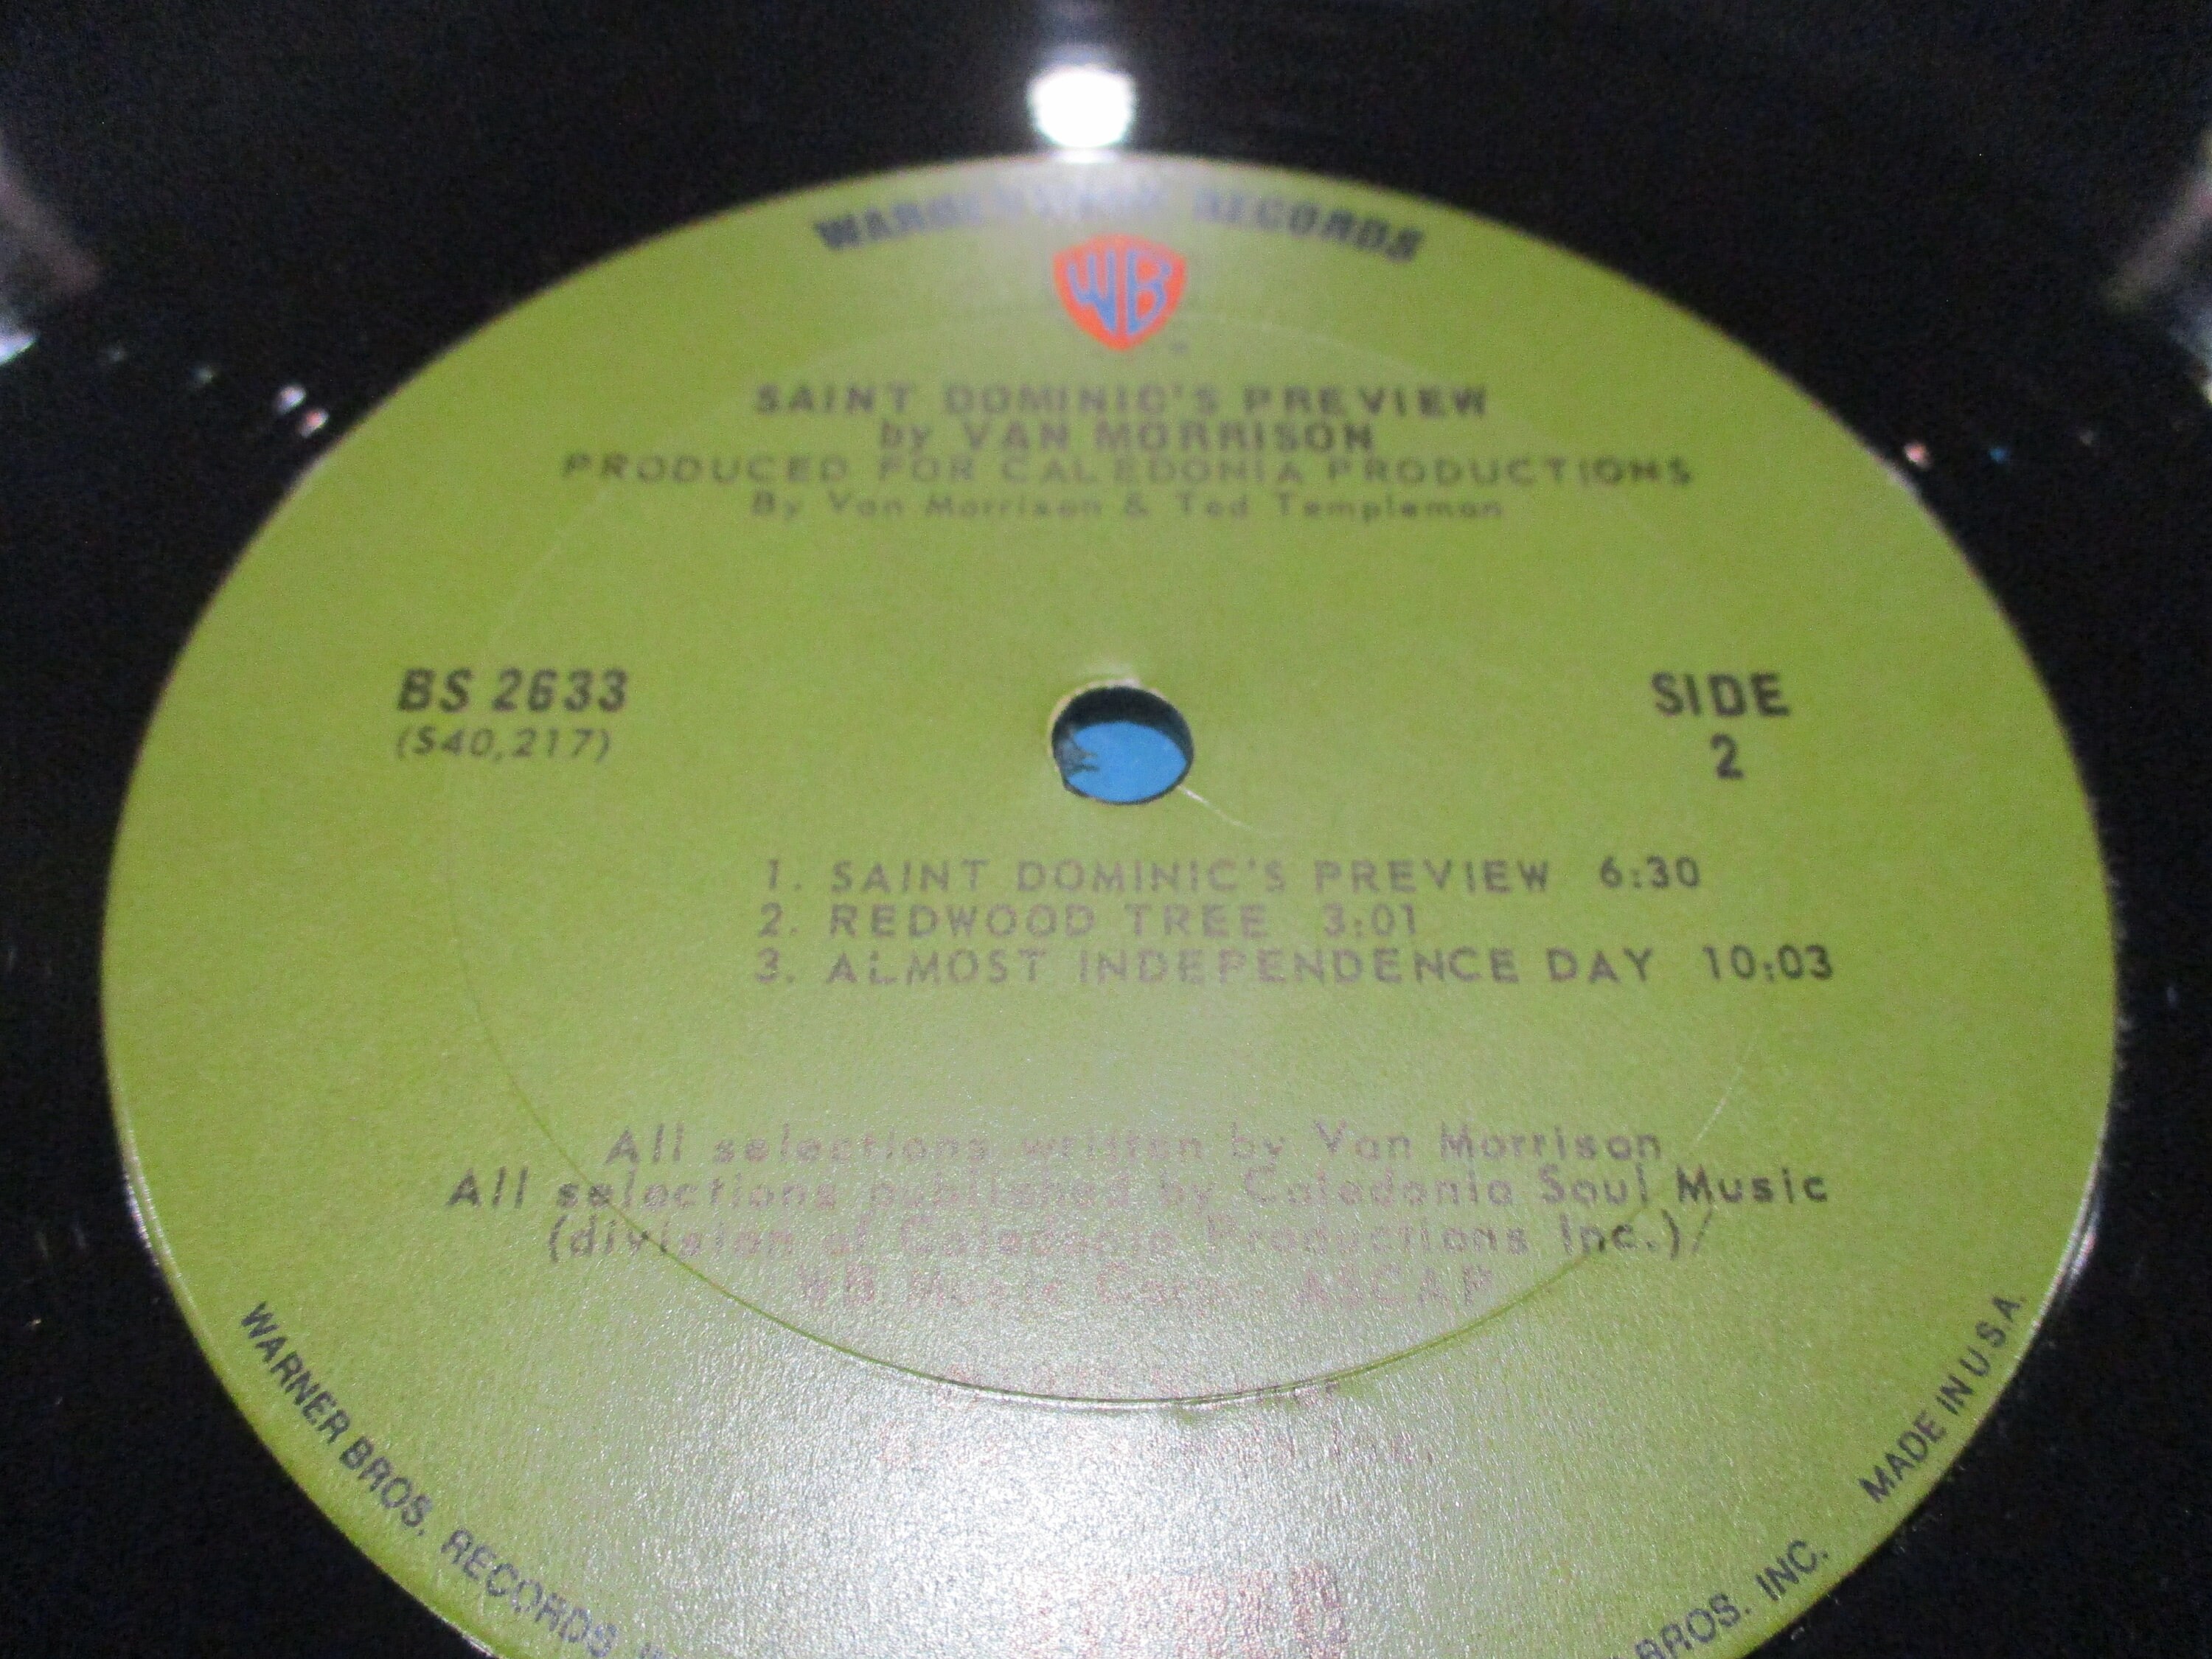 RECORDS
WB
SAINT DOMINIC'S PREVIEW
by VAN MORRISON
PRODUCED FOR CALEDONIA PRODUCTIONS
By Van Morrison & Ted Templeman
BS 2633
(S40,217)
SIDE
2
1. SAINT DOMINIC'S PREVIEW 6:30
2. REDWOOD TREE 3:01
3. ALMOST INDEPENDENCE DAY 10:03
All selections written by Van Morrison
All selections published by Caledonia Soul Music
(division of Caledonia Productions Inc.)/
WB Music Corp. ASCAP
WARNER BROS. RECORDS
BROS. INC.
MADE IN U.S.A.